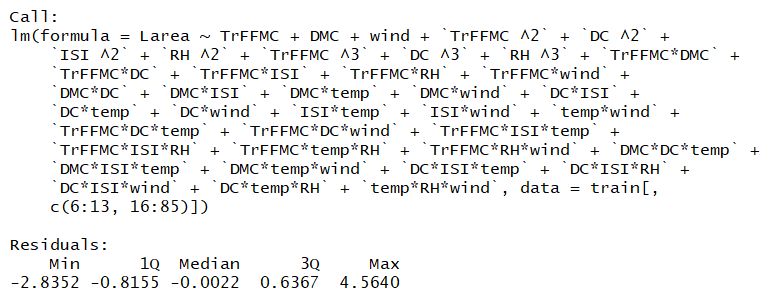 Call:
lm(formula = Larea ~ TrFFMC + DMC + wind + `TrFFMC ^2` + `DC ^2` +
    `ISI ^2` + `RH ^2` + `TrFFMC ^3` + `DC ^3` + `RH ^3` + `TrFFMC*DMC` +
    `TrFFMC*DC` + `TrFFMC*ISI` + `TrFFMC*RH` + `TrFFMC*wind` +
    `DMC*DC` + `DMC*ISI` + `DMC*temp` + `DMC*wind` + `DC*ISI` +
    `DC*temp` + `DC*wind` + `ISI*temp` + `ISI*wind` + `temp*wind` +
    `TrFFMC*DC*temp` + `TrFFMC*DC*wind` + `TrFFMC*ISI*temp` +
    `TrFFMC*ISI*RH` + `TrFFMC*temp*RH` + `TrFFMC*RH*wind` + `DMC*DC*temp` +
    `DMC*ISI*temp` + `DMC*temp*wind` + `DC*ISI*temp` + `DC*ISI*RH` +
    `DC*ISI*wind` + `DC*temp*RH` + `temp*RH*wind`, data = train[,
    c(6:13, 16:85)])

Residuals:
    Min      1Q  Median      3Q     Max
-2.8352 -0.8155 -0.0022  0.6367  4.5640